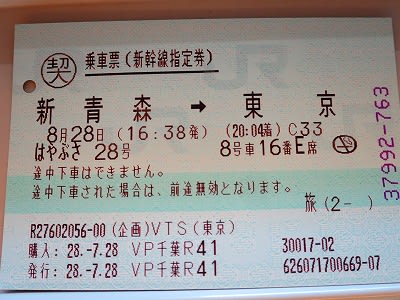 契 乗車票(新幹線指定券)
新青森 → 東京
8月28日 (16:38発) (20:04着) C33
はやぶさ 28号 8号車16番E席
途中下車はできません。
途中下車された場合は、前途無効となります。
旅 (2-)
R27602056-00 (企画)VTS(東京)
購入: 28.-7.28 VP千葉R41 30017-02
発行: 28.-7.28 VP千葉R41 626071700669-07
37992-763